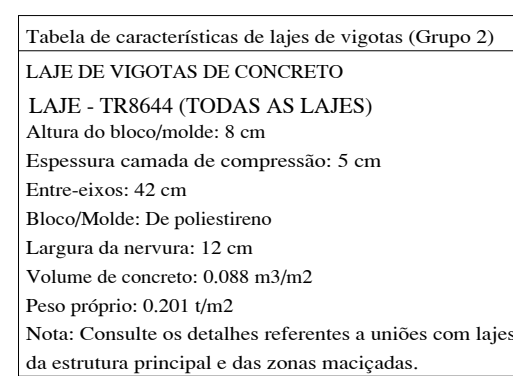 Tabela de características de lajes de vigotas (Grupo 2)
LAJE DE VIGOTAS DE CONCRETO
LAJE - TR8644 (TODAS AS LAJES)
Altura do bloco/molde: 8 cm
Espessura camada de compressão: 5 cm
Entre-eixos: 42 cm
Bloco/Molde: De poliestireno
Largura da nervura: 12 cm
Volume de concreto: 0.088 m3/m2
Peso próprio: 0.201 t/m2
Nota: Consulte os detalhes referentes a uniões com lajes
da estrutura principal e das zonas maciçadas.